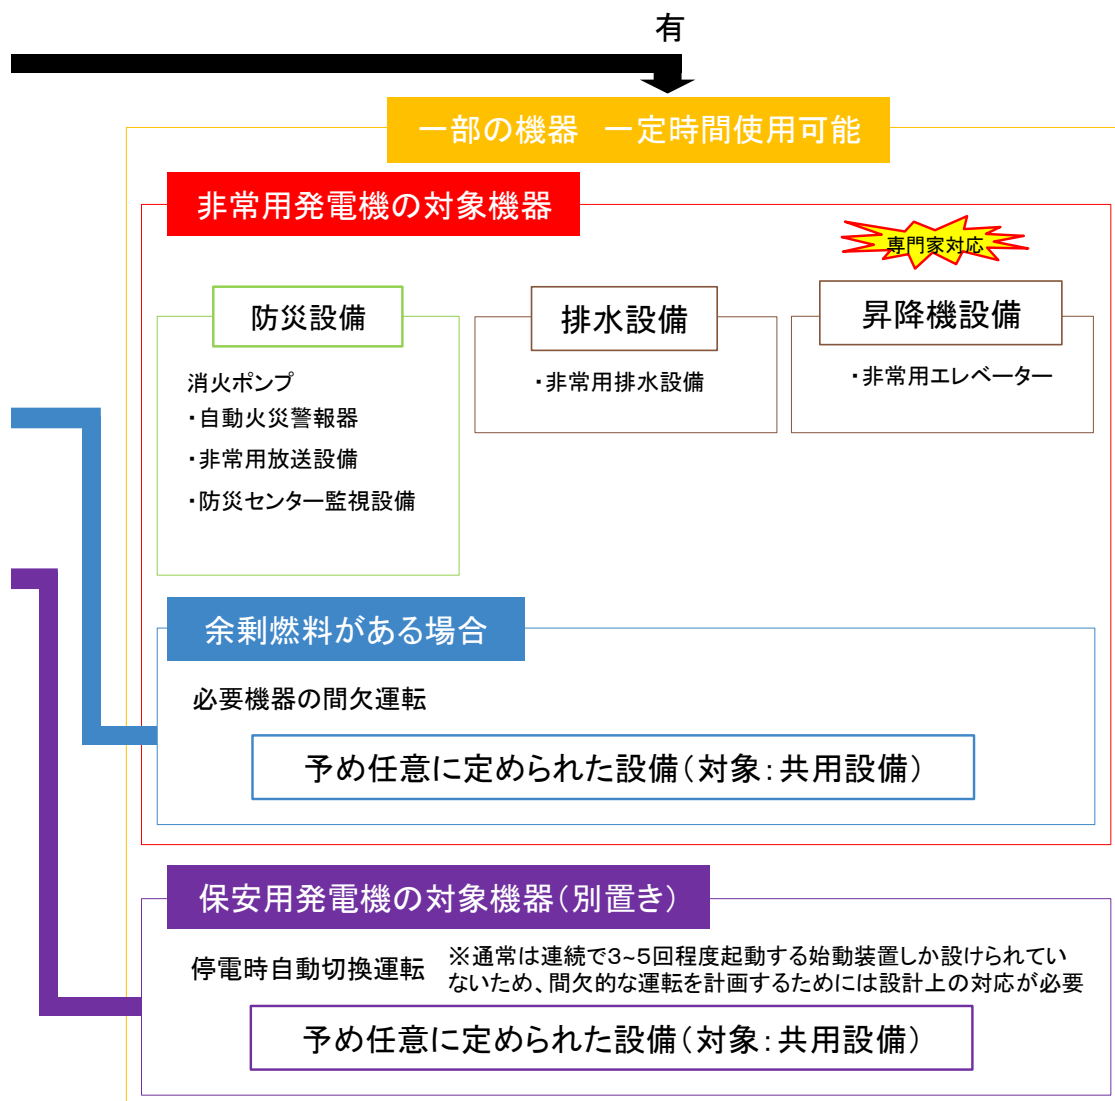 有
一部の機器　一定時間使用可能
非常用発電機の対象機器
専門家対応
防災設備
消火ポンプ
・自動火災警報器
・非常用放送設備
・防災センター監視設備
排水設備
・非常用排水設備
昇降機設備
・非常用エレベーター
余剰燃料がある場合
必要機器の間欠運転
予め任意に定められた設備（対象：共用設備）
保安用発電機の対象機器（別置き）
停電時自動切換運転
※通常は連続で3~5回程度起動する始動装置しか設けられてい
ないため、間欠的な運転を計画するためには設計上の対応が必要
予め任意に定められた設備（対象：共用設備）